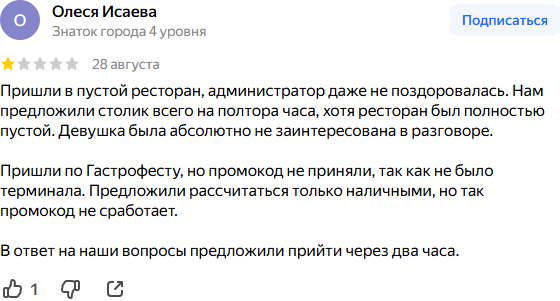 О
Олеся Исаева
Знаток города 4 уровня
Подписаться
28 августа
Пришли в пустой ресторан, администратор даже не поздоровалась. Нам
предложили столик всего на полтора часа, хотя ресторан был полностью
пустой. Девушка была абсолютно не заинтересована в разговоре.
Пришли по Гастрофесту, но промокод не приняли, так как не было
терминала. Предложили рассчитаться только наличными, но так
промокод не сработает.
В ответ на наши вопросы предложили прийти через два часа.
1